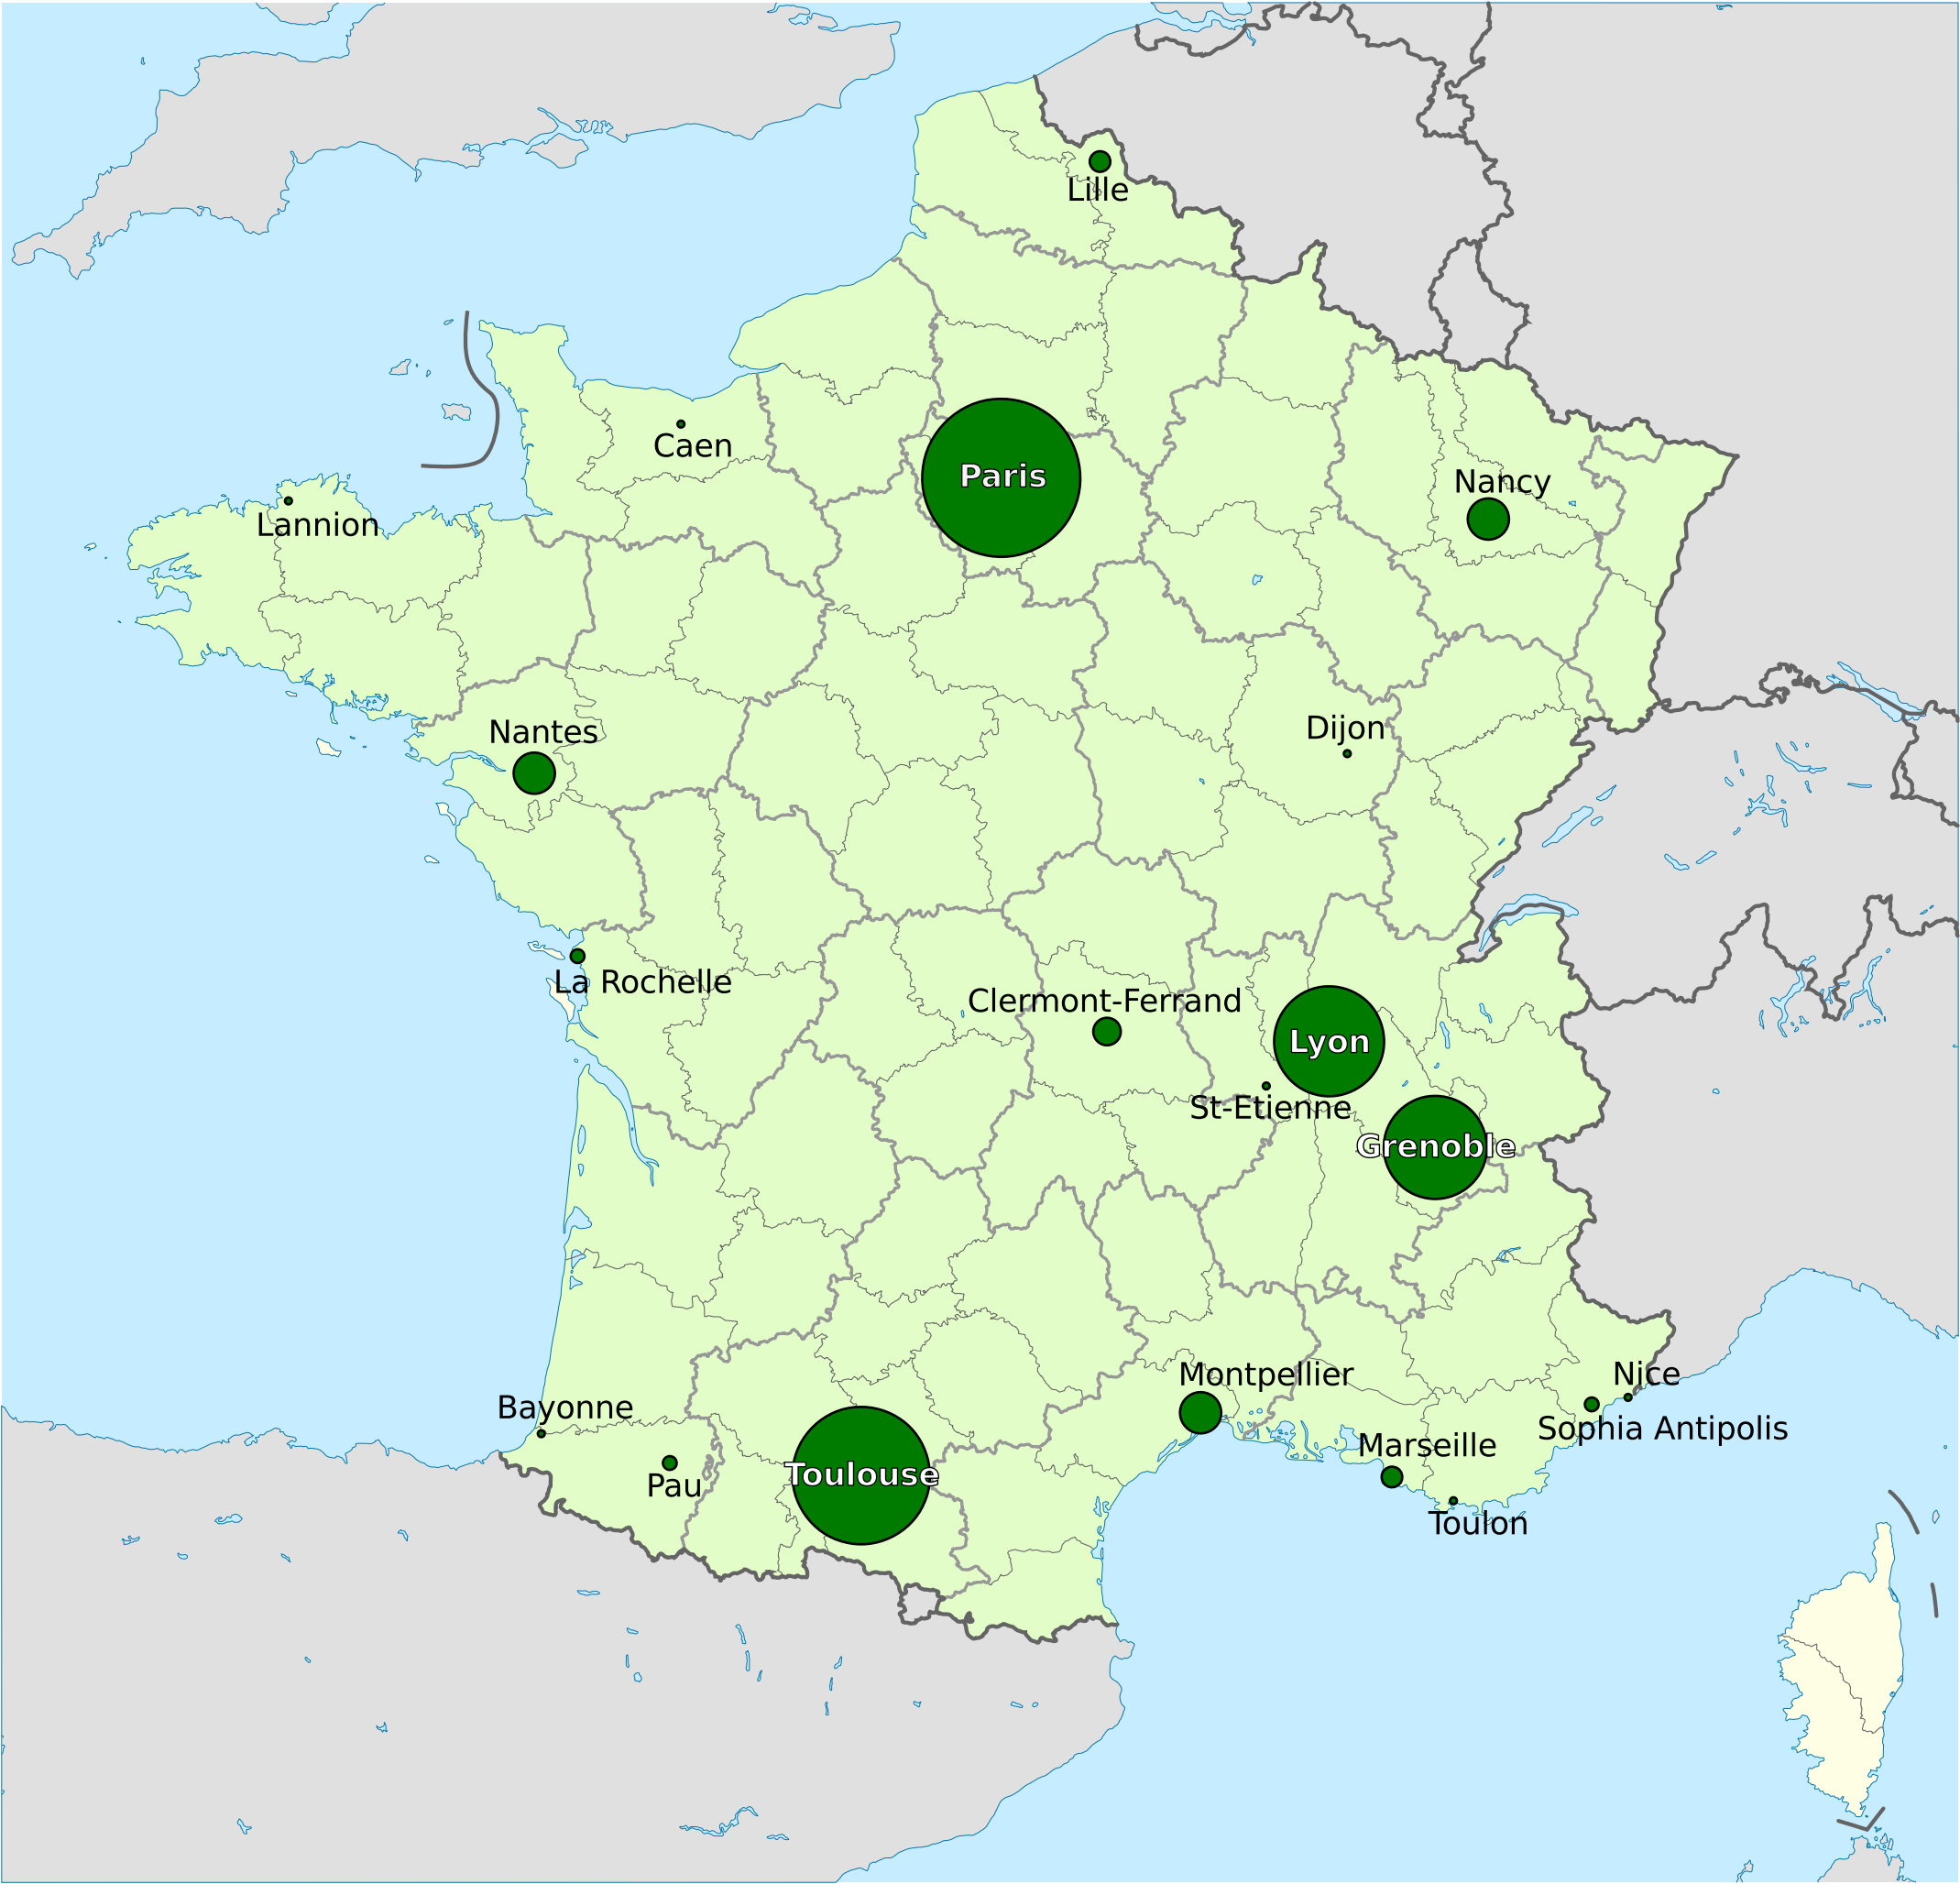 Lille
Caen
Paris
Nancy
Lannion
Nantes
Dijon
La Rochelle
Clermont-Ferrand
Lyon
St-Etienne
Grenoble
Montpellier
Nice
Bayonne
Sophia Antipolis
Marseille
Toulouse
Pau
Toulon